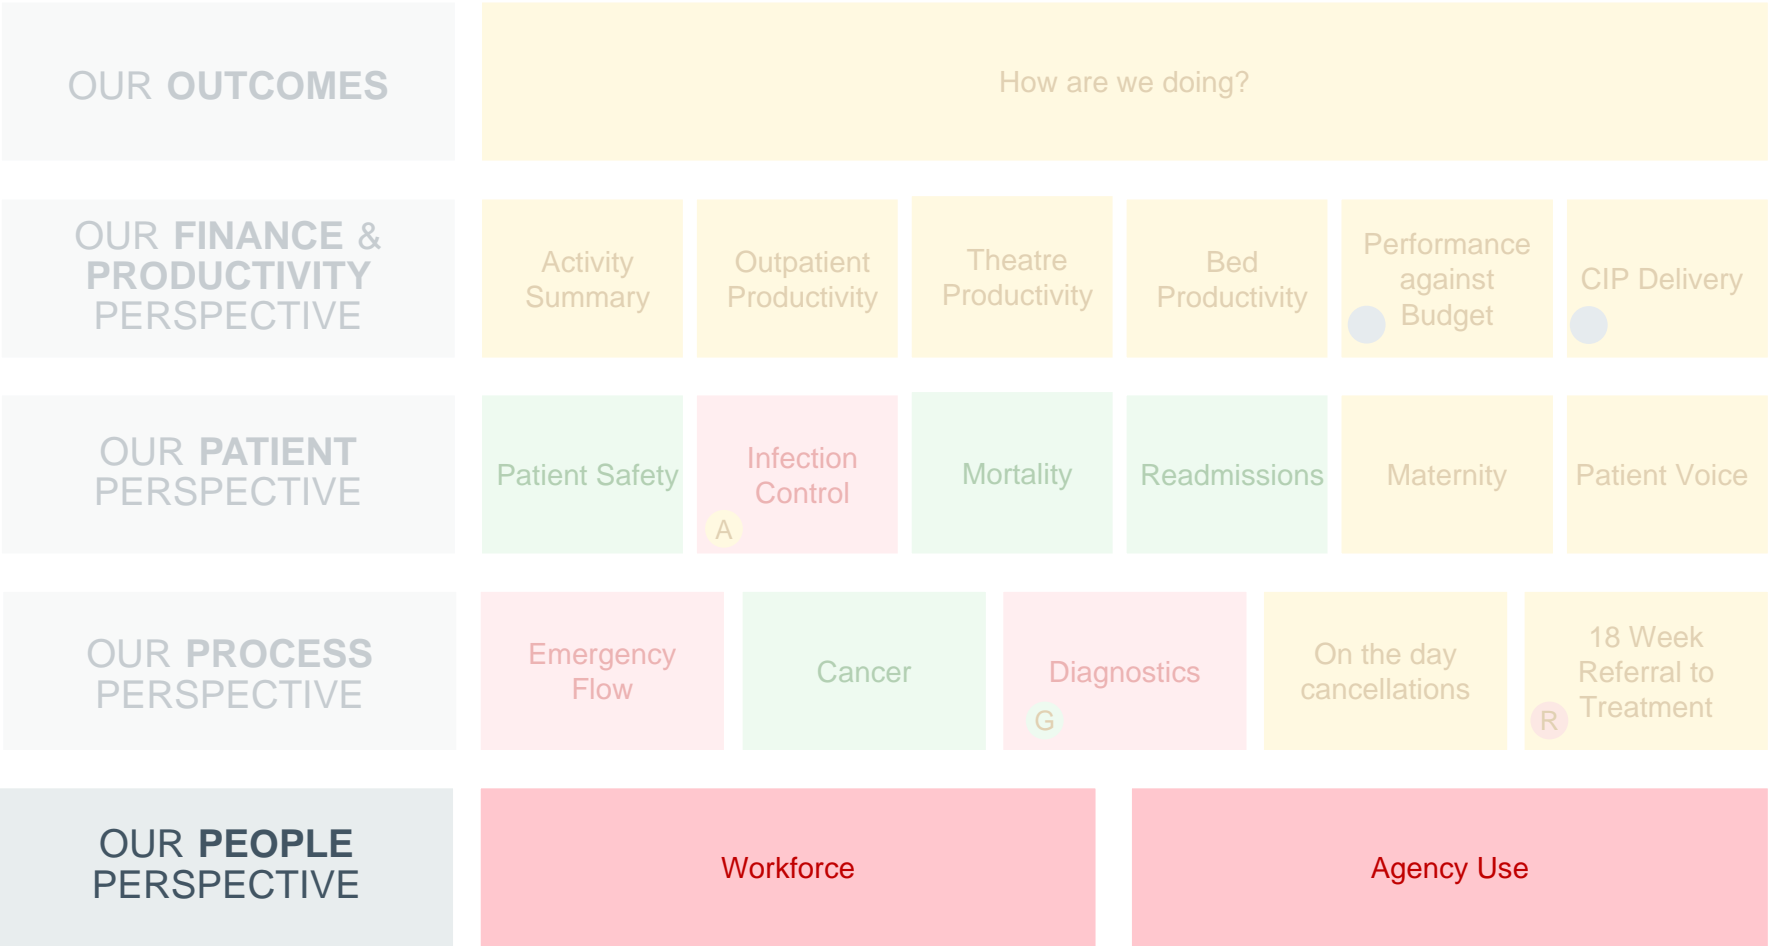 OUR OUTCOMES
How are we doing?
OUR FINANCE &
PRODUCTIVITY
PERSPECTIVE
Activity
Summary
Outpatient
Productivity
Theatre
Productivity
Bed
Productivity
Performance
against
Budget
CIP Delivery
OUR PATIENT
PERSPECTIVE
Patient Safety
Infection
Control
A
Mortality
Readmissions
Maternity
Patient Voice
OUR PROCESS
PERSPECTIVE
Emergency
Flow
Cancer
Diagnostics
G
On the day
cancellations
18 Week
Referral to
Treatment
R
OUR PEOPLE
PERSPECTIVE
Workforce
Agency Use